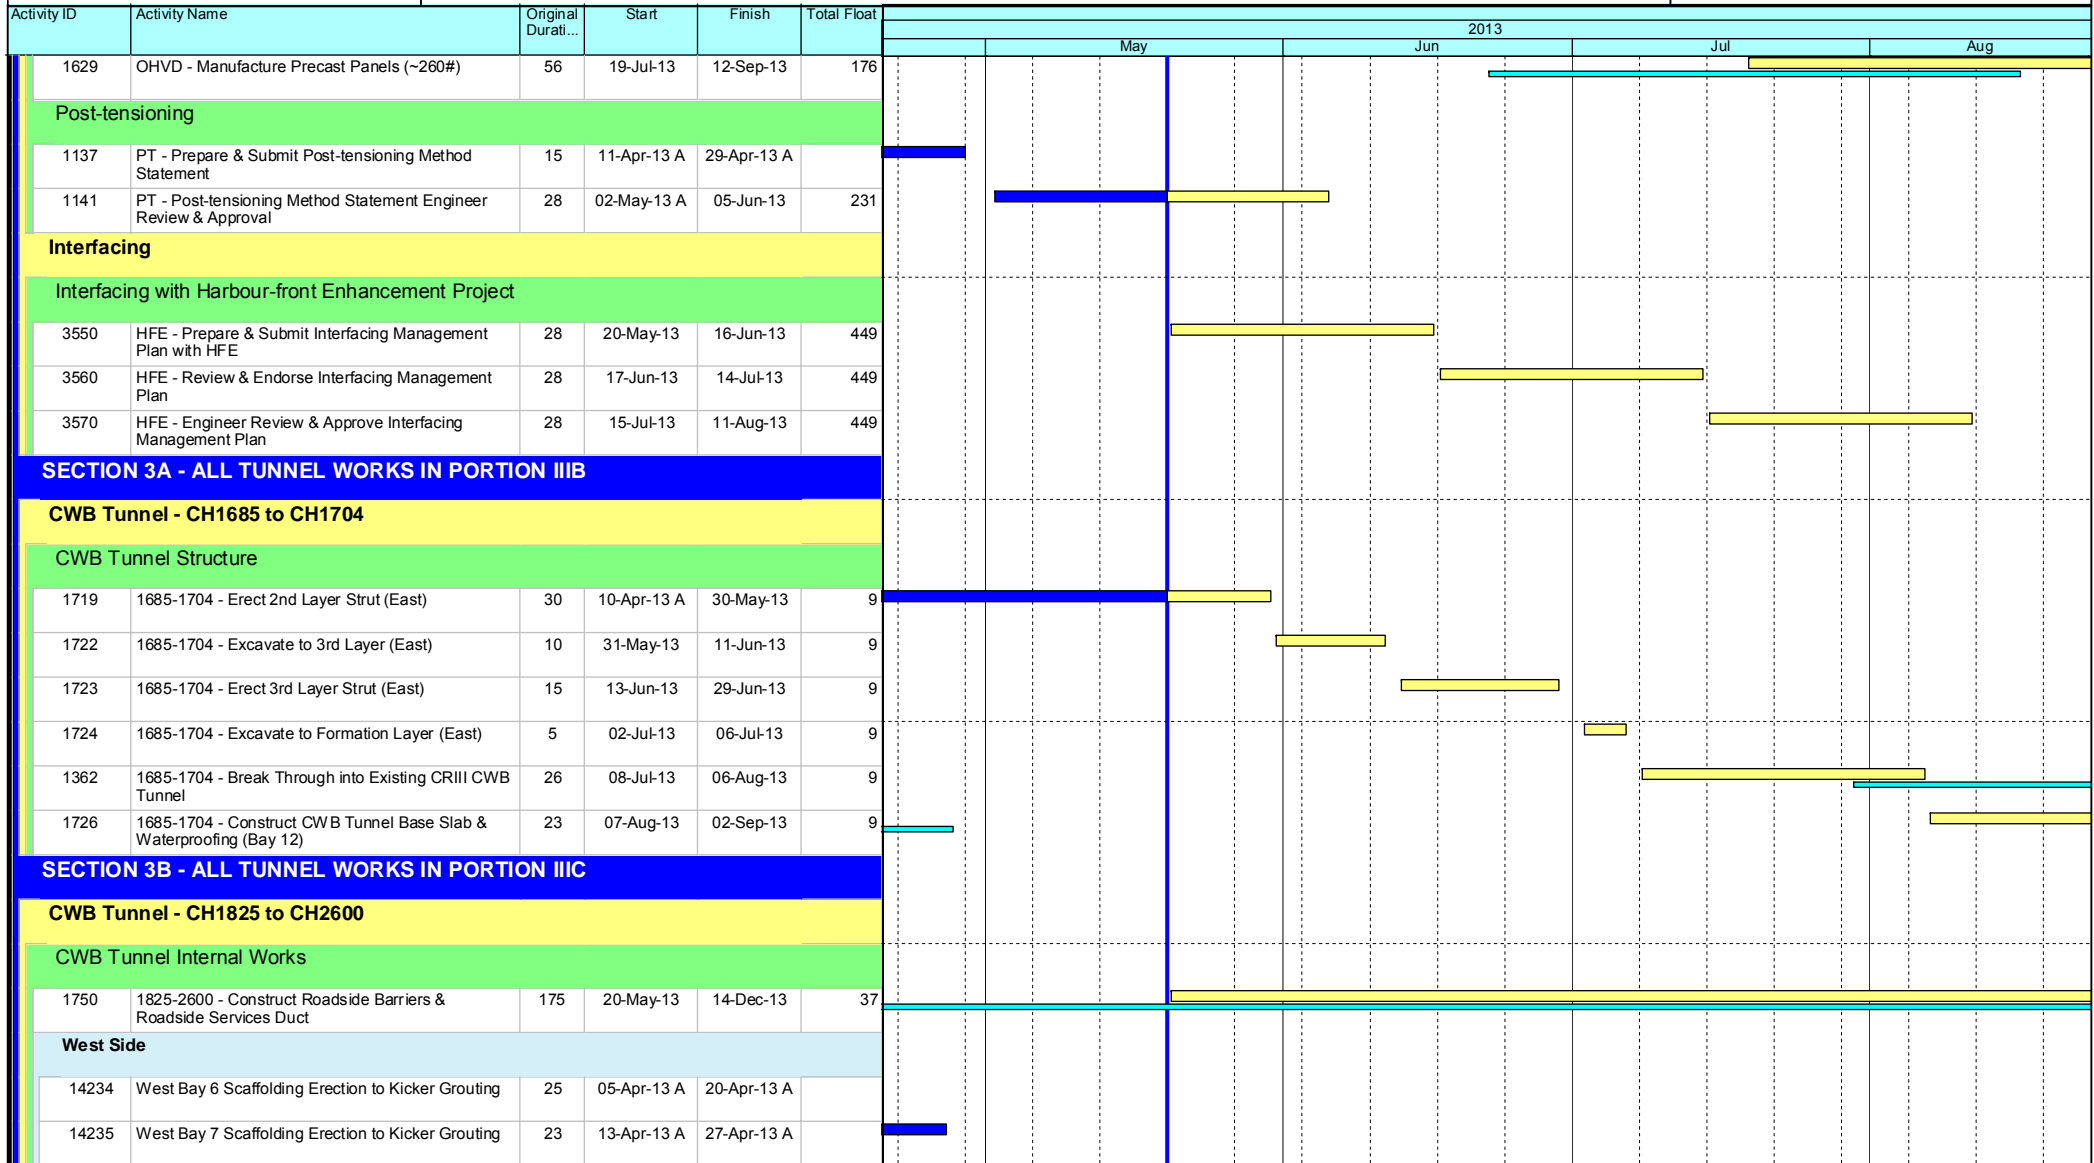 Activity ID Activity Name Original Start Finish Total Float
Durati...
2013
May Jun Jul Aug
1629 OHVD - Manufacture Precast Panels (~260#) 56 19-Jul-13 12-Sep-13 176
Post-tensioning
1137 PT - Prepare & Submit Post-tensioning Method 15 11-Apr-13 A 29-Apr-13 A
Statement
1141 PT - Post-tensioning Method Statement Engineer 28 02-May-13 A 05-Jun-13 231
Review & Approval
Interfacing
Interfacing with Harbour-front Enhancement Project
3550 HFE - Prepare & Submit Interfacing Management 28 20-May-13 16-Jun-13 449
Plan with HFE
3560 HFE - Review & Endorse Interfacing Management 28 17-Jun-13 14-Jul-13 449
Plan
3570 HFE - Engineer Review & Approve Interfacing 28 15-Jul-13 11-Aug-13 449
Management Plan
SECTION 3A - ALL TUNNEL WORKS IN PORTION IIIB
CWB Tunnel - CH1685 to CH1704
CWB Tunnel Structure
1719 1685-1704 - Erect 2nd Layer Strut (East) 30 10-Apr-13 A 30-May-13 9
1722 1685-1704 - Excavate to 3rd Layer (East) 10 31-May-13 11-Jun-13 9
1723 1685-1704 - Erect 3rd Layer Strut (East) 15 13-Jun-13 29-Jun-13 9
1724 1685-1704 - Excavate to Formation Layer (East) 5 02-Jul-13 06-Jul-13 9
1362 1685-1704 - Break Through into Existing CRIII CWB 26 08-Jul-13 06-Aug-13 9
Tunnel
1726 1685-1704 - Construct CWB Tunnel Base Slab & 23 07-Aug-13 02-Sep-13 9
Waterproofing (Bay 12)
SECTION 3B - ALL TUNNEL WORKS IN PORTION IIIC
CWB Tunnel - CH1825 to CH2600
CWB Tunnel Internal Works
1750 1825-2600 - Construct Roadside Barriers & 175 20-May-13 14-Dec-13 37
Roadside Services Duct
West Side
14234 West Bay 6 Scaffolding Erection to Kicker Grouting 25 05-Apr-13 A 20-Apr-13 A
14235 West Bay 7 Scaffolding Erection to Kicker Grouting 23 13-Apr-13 A 27-Apr-13 A